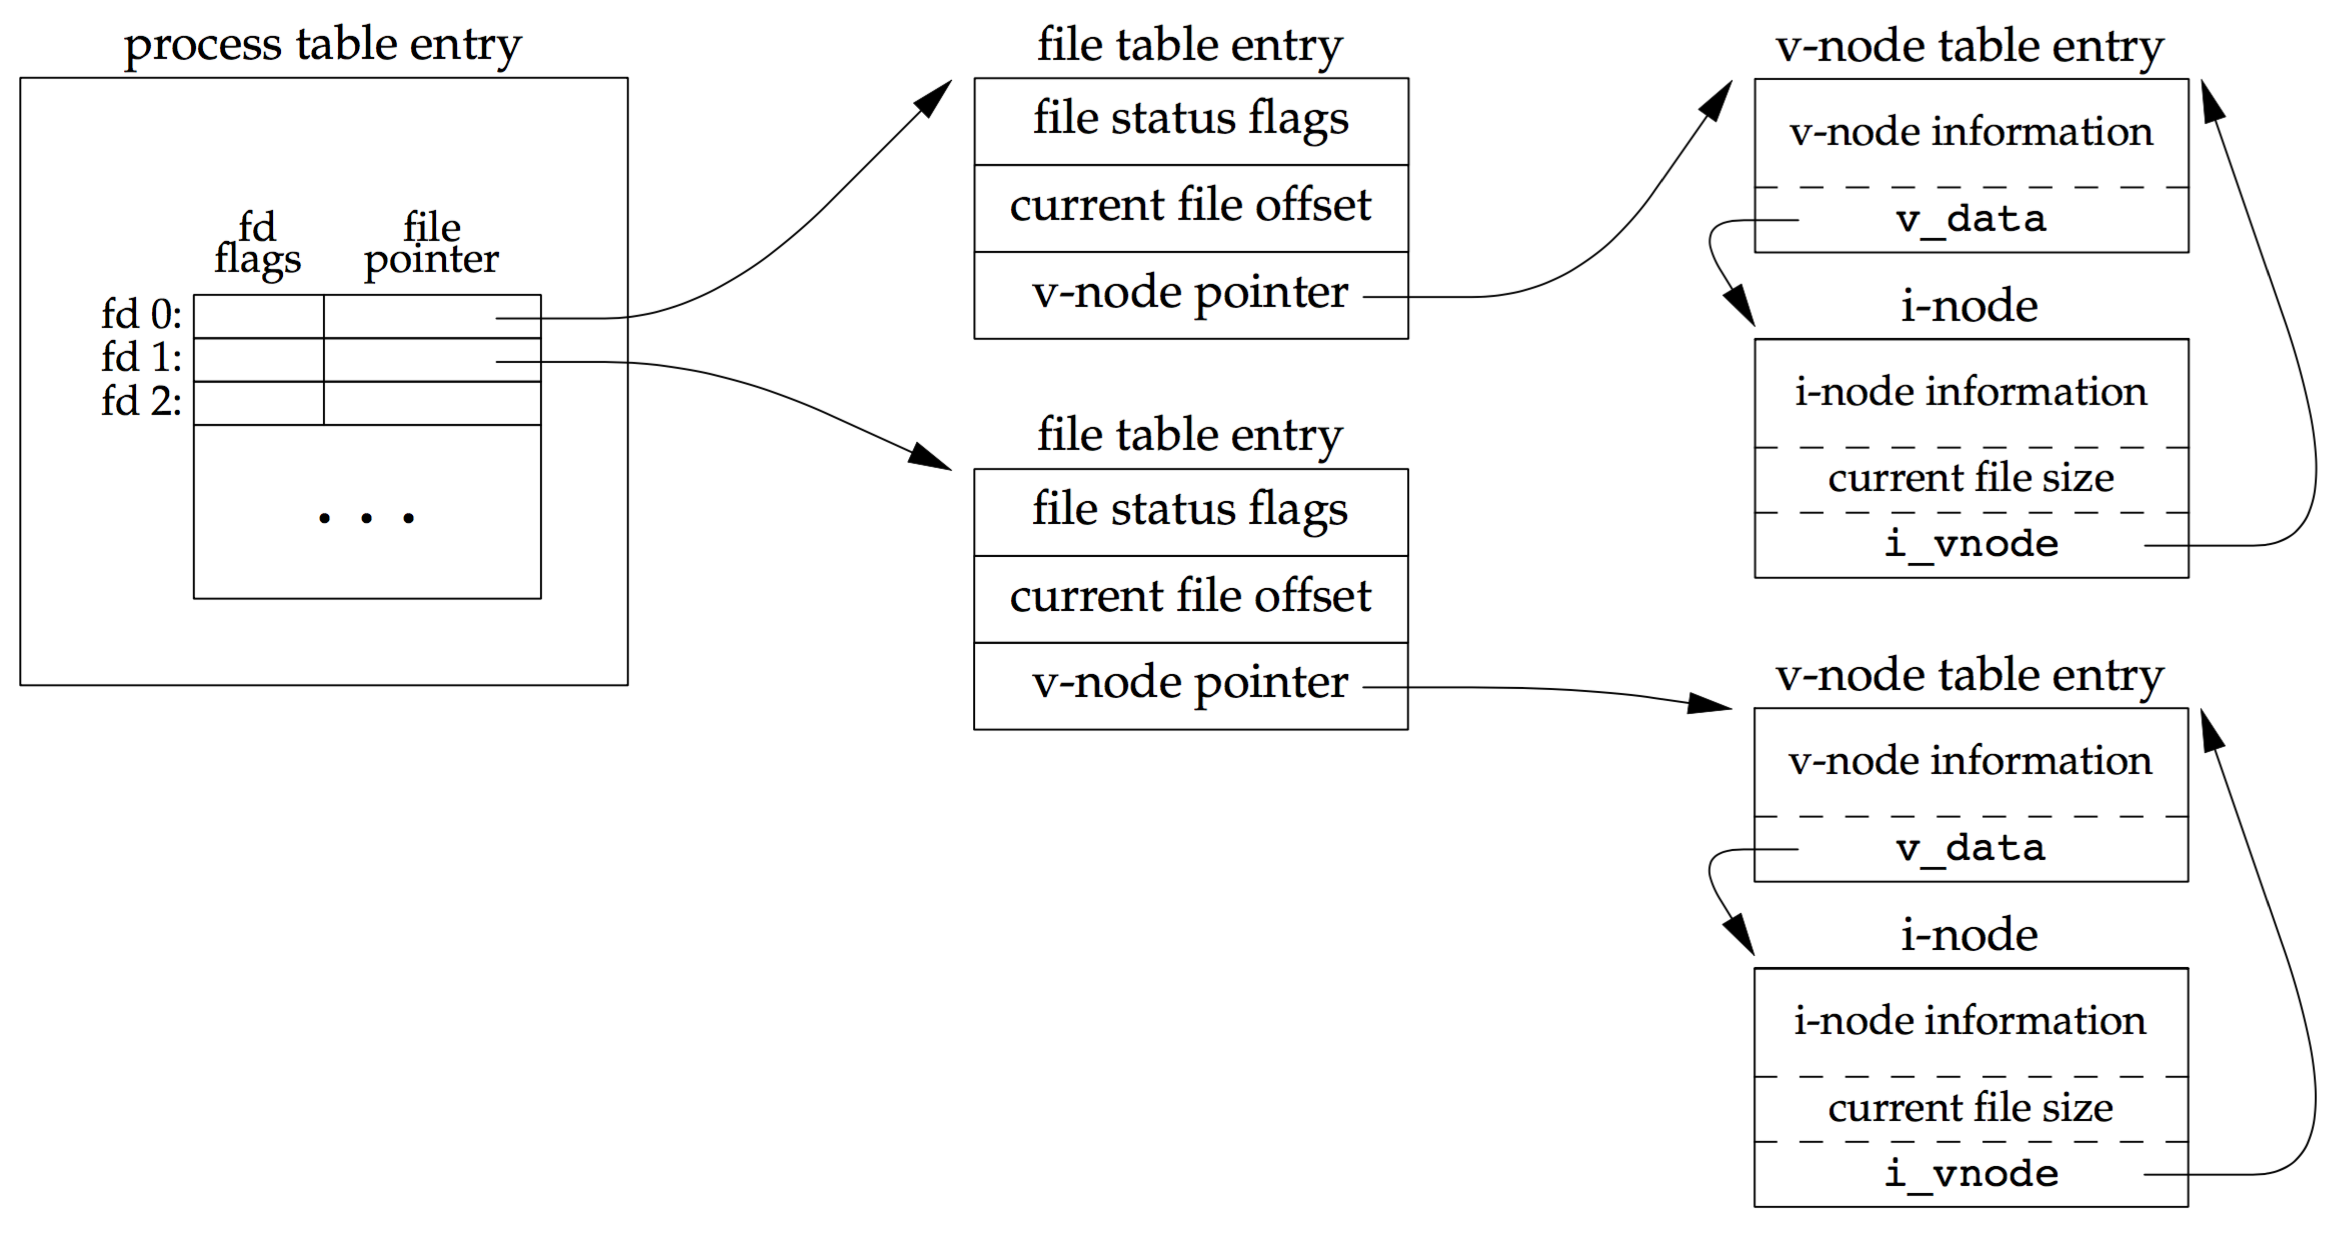 process table entry
fd
flags
file
pointer
fd 0:
fd 1:
fd 2:
. . .
file table entry
file status flags
current file offset
v-node pointer
file table entry
file status flags
current file offset
v-node pointer
v-node table entry
v-node information
v_data
i-node
i-node information
current file size
i_vnode
v-node table entry
v-node information
v_data
i-node
i-node information
current file size
i_vnode